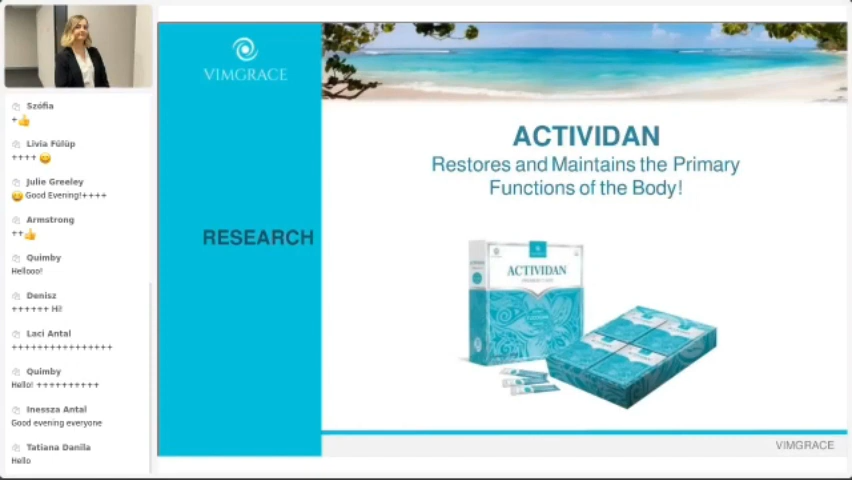 Szófia
+👍
Livia Fülüp
++++ 😄
Julie Greeley
😄 Good Evening!++++
Armstrong
++👍
Quimby
Hellooo!
Denisz
++++++ Hi!
Laci Antal
++++++++++++++++
Quimby
Hello! ++++++++++
Inessza Antal
Good evening everyone
Tatiana Danila
Hello
VIMGRACE
RESEARCH
ACTIVIDAN
Restores and Maintains the Primary
Functions of the Body!
ACTIVIDAN
VIMGRACE